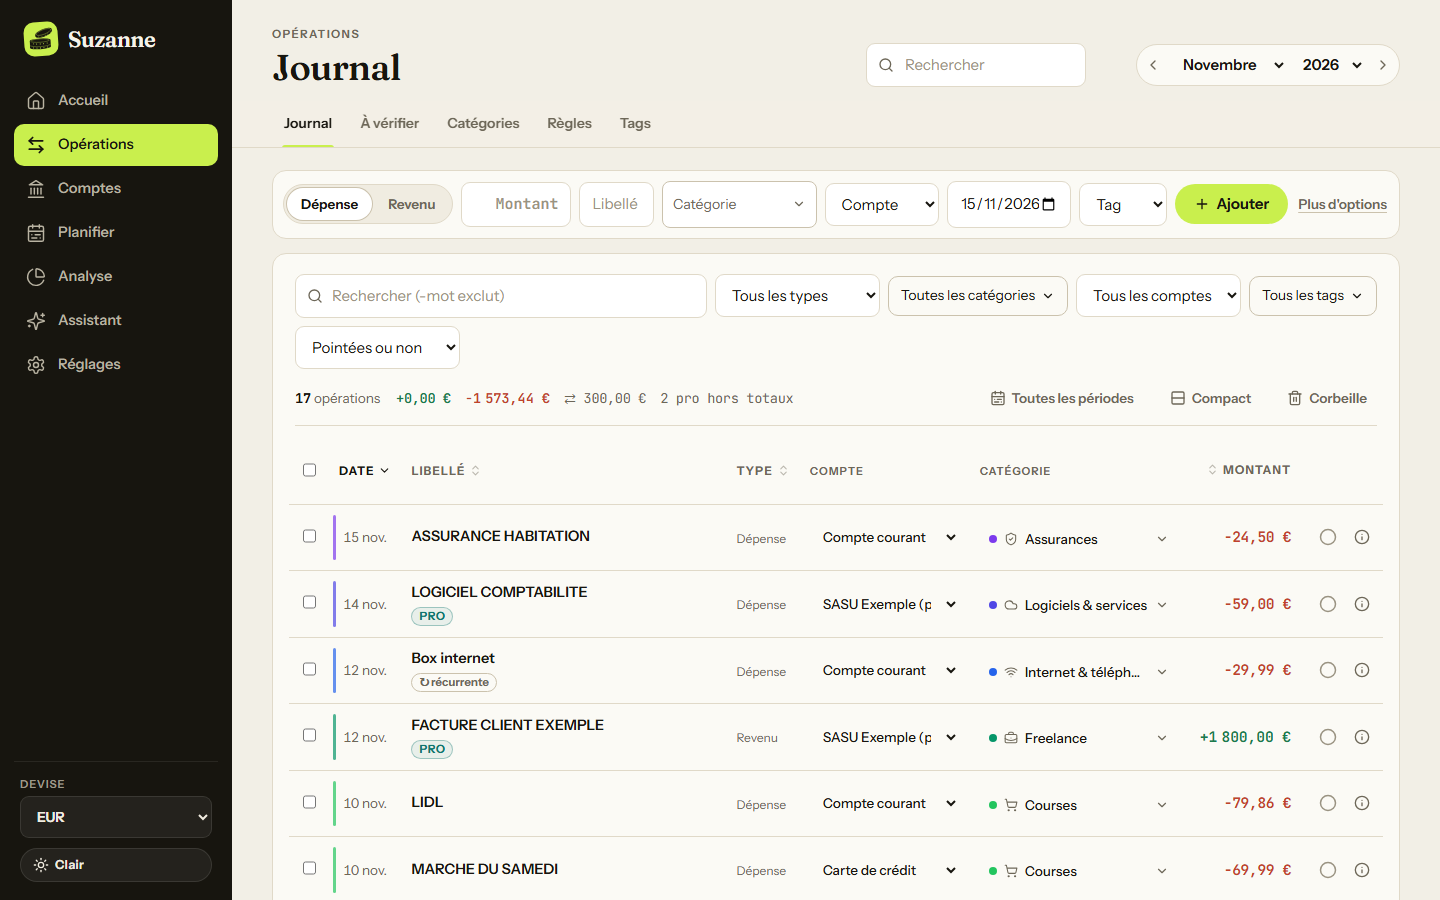 Suzanne
Accueil
Opérations
Comptes
Planifier
Analyse
Assistant
Réglages
DEVISE
EUR
Clair
OPÉRATIONS
Journal
Rechercher
Novembre 2026
Journal À vérifier Catégories Règles Tags
Dépense Revenu Montant Libellé Catégorie Compte 15/11/2026 Tag + Ajouter Plus d'options
Rechercher (-mot exclut) Tous les types Toutes les catégories Tous les comptes Tous les tags
Pointées ou non
17 opérations +0,00 € -1 573,44 € ⇄ 300,00 € 2 pro hors totaux Toutes les périodes Compact Corbeille
DATE LIBELLÉ TYPE COMPTE CATÉGORIE MONTANT
15 nov. ASSURANCE HABITATION Dépense Compte courant Assurances -24,50 €
14 nov. LOGICIEL COMPTABILITE Dépense SASU Exemple (p Logiciels & services -59,00 €
PRO
12 nov. Box internet Dépense Compte courant Internet & téléph... -29,99 €
↻ récurrente
12 nov. FACTURE CLIENT EXEMPLE Revenu SASU Exemple (p Freelance +1 800,00 €
PRO
10 nov. LIDL Dépense Compte courant Courses -79,86 €
10 nov. MARCHE DU SAMEDI Dépense Carte de crédit Courses -69,99 €